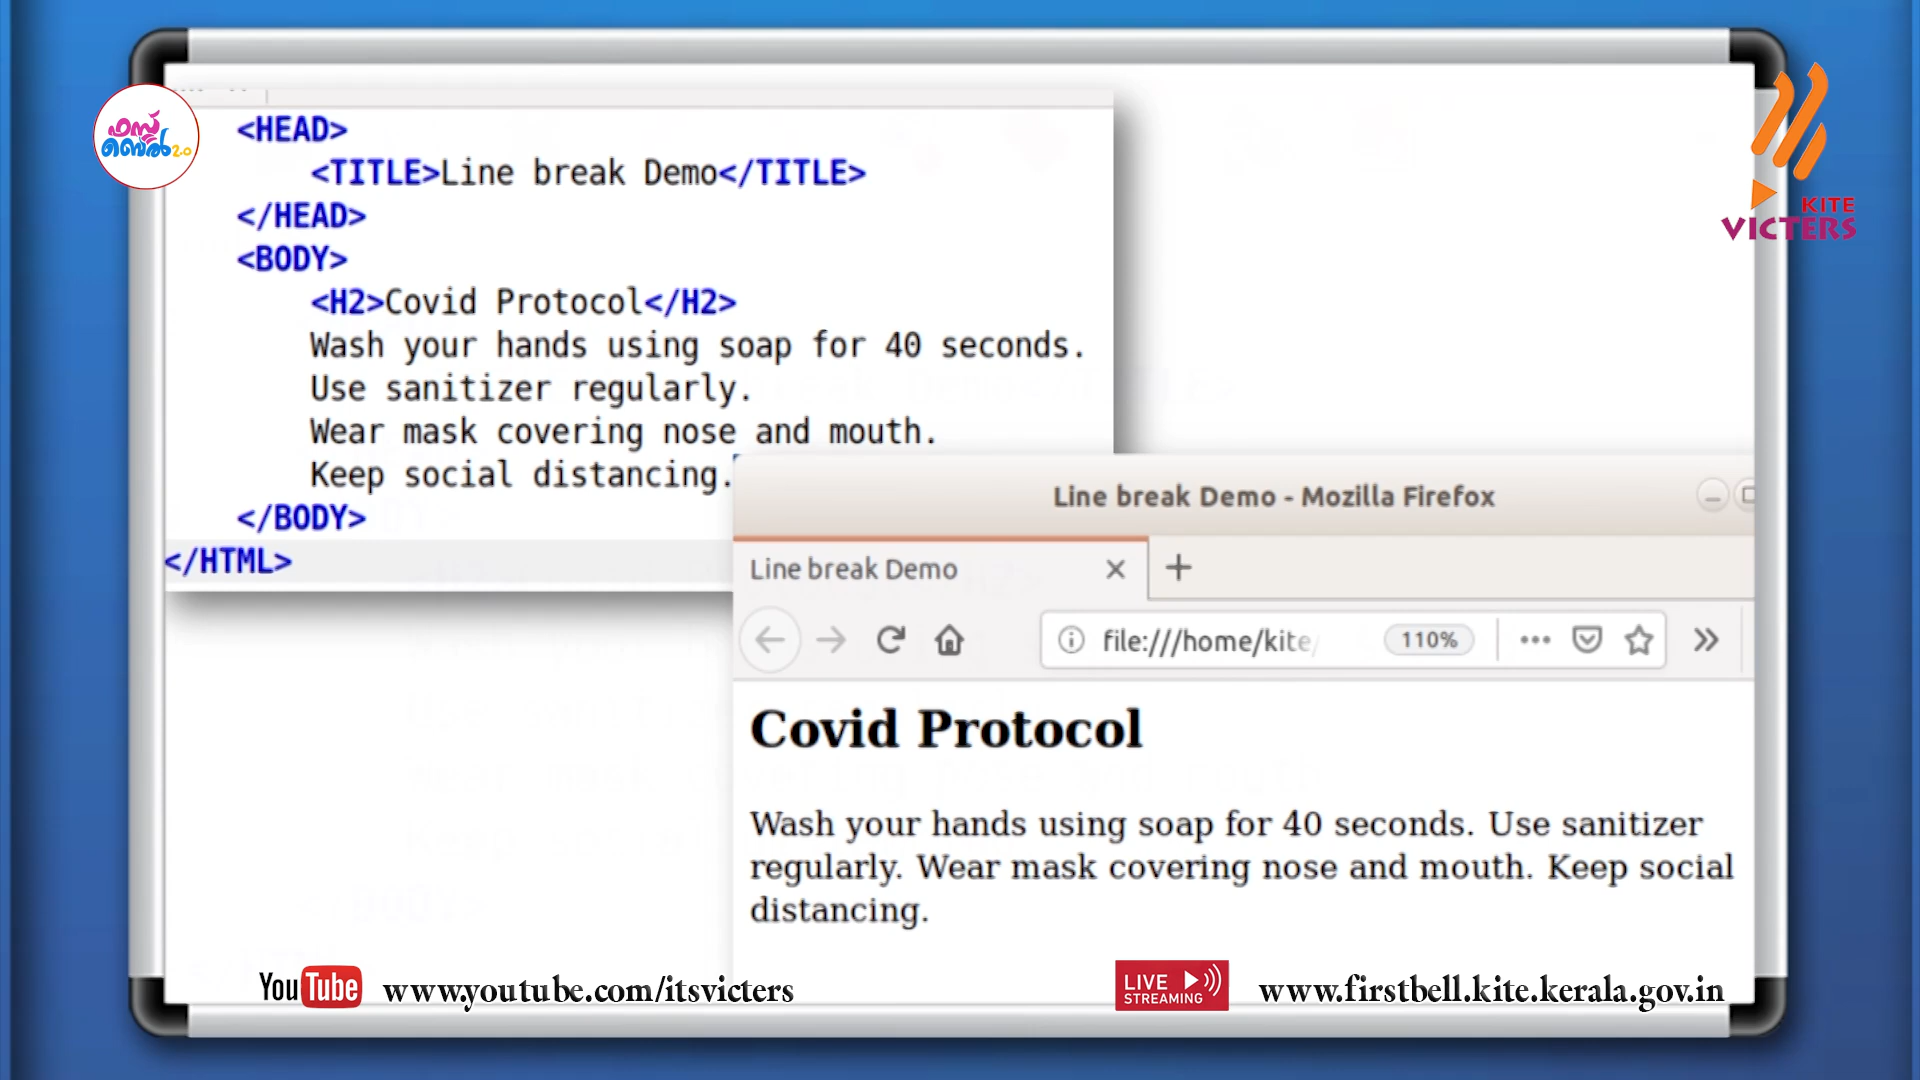 ഫസ്റ്റ്
ബെൽ 2.0
<HEAD>
<TITLE>Line break Demo</TITLE>
</HEAD>
<BODY>
<H2>Covid Protocol</H2>
Wash your hands using soap for 40 seconds.
Use sanitizer regularly.
Wear mask covering nose and mouth.
Keep social distancing.
</BODY>
</HTML>
KITE
VICTERS
Line break Demo - Mozilla Firefox
Line break Demo
file:///home/kite/ 110%
Covid Protocol
Wash your hands using soap for 40 seconds. Use sanitizer
regularly. Wear mask covering nose and mouth. Keep social
distancing.
YouTube www.youtube.com/itsvicters
LIVE
STREAMING
www.firstbell.kite.kerala.gov.in